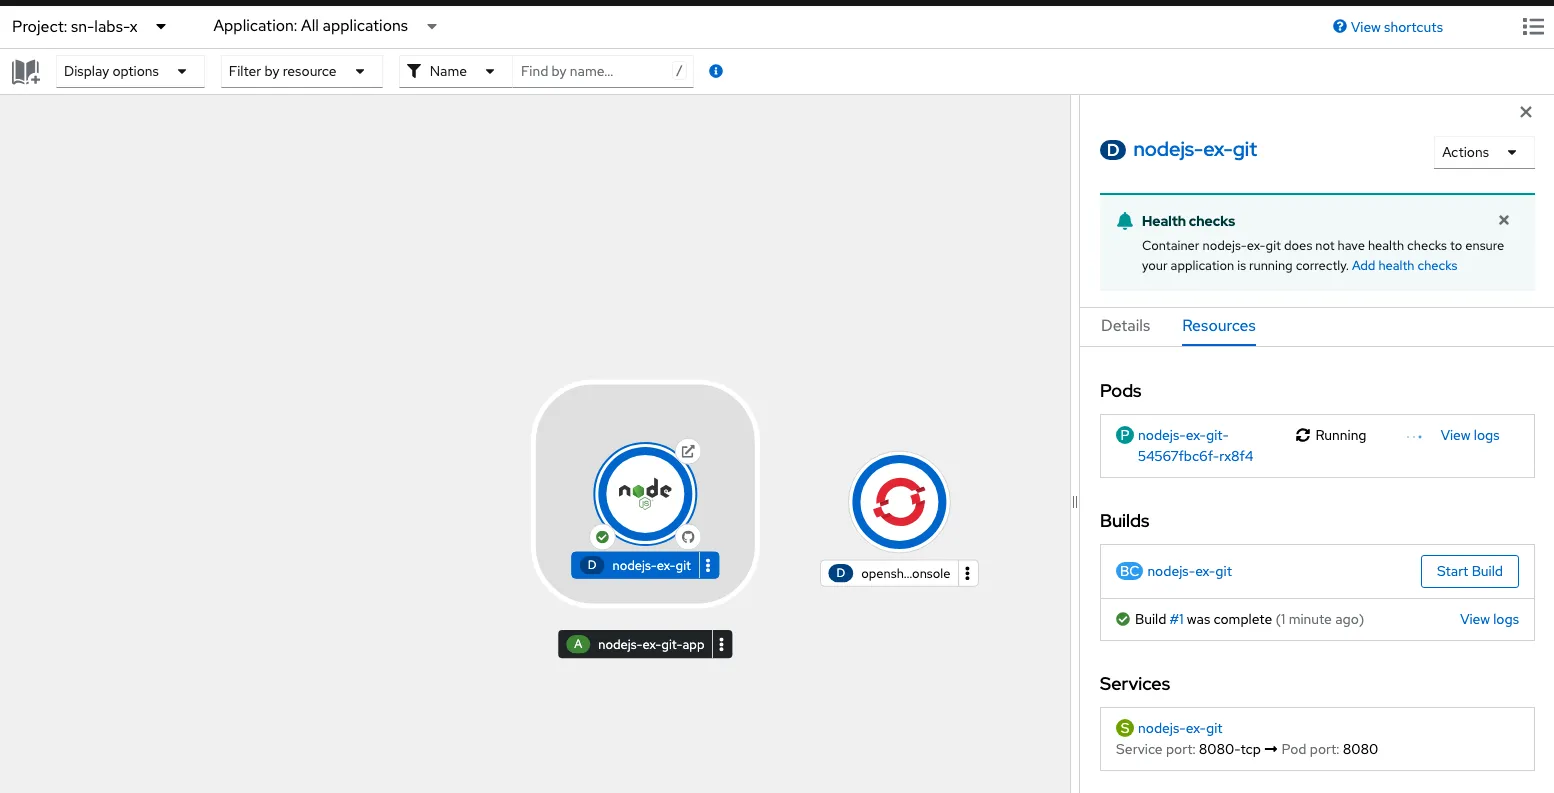 Project: sn-labs-x
Application: All applications
View shortcuts
Display options
Filter by resource
Name
Find by name...
/
nodejs-ex-git
D
Actions
Health checks
Container nodejs-ex-git does not have health checks to ensure
your application is running correctly. Add health checks
Details
Resources
Pods
P nodejs-ex-git-
54567fbc6f-rx8f4
Running
View logs
Builds
BC nodejs-ex-git
Start Build
Build #1 was complete (1 minute ago)
View logs
Services
S nodejs-ex-git
Service port: 8080-tcp → Pod port: 8080
node
JS
D nodejs-ex-git
A nodejs-ex-git-app
D opensh...onsole